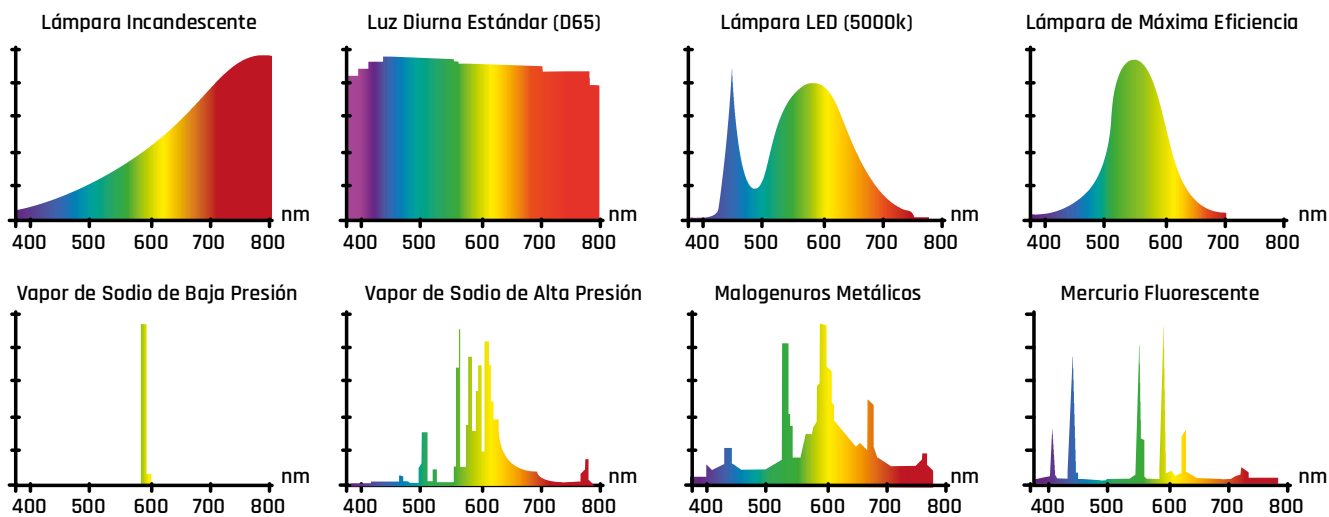 Lámpara Incandescente
Luz Diurna Estándar (D65)
Lámpara LED (5000k)
Lámpara de Máxima Eficiencia
nm
nm
nm
nm
400 500 600 700 800
400 500 600 700 800
400 500 600 700 800
400 500 600 700 800
Vapor de Sodio de Baja Presión
Vapor de Sodio de Alta Presión
Malogenuros Metálicos
Mercurio Fluorescente
nm
nm
nm
nm
400 500 600 700 800
400 500 600 700 800
400 500 600 700 800
400 500 600 700 800